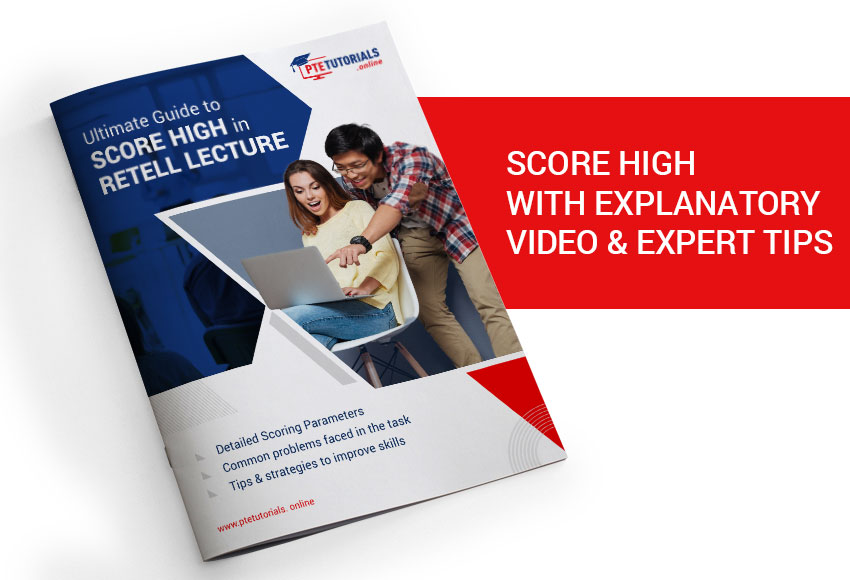 PTETUTORIALS
.online
Ultimate Guide to
SCORE HIGH in
RETELL LECTURE
SCORE HIGH
WITH EXPLANATORY
VIDEO & EXPERT TIPS
Detailed Scoring Parameters
Common problems faced in the task
Tips & strategies to improve skills
www.ptetutorials.online